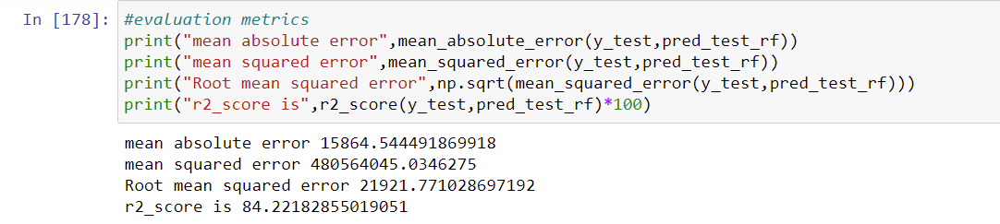 In [178]: #evaluation metrics
print("mean absolute error",mean_absolute_error(y_test,pred_test_rf))
print("mean squared error",mean_squared_error(y_test,pred_test_rf))
print("Root mean squared error",np.sqrt(mean_squared_error(y_test,pred_test_rf)))
print("r2_score is",r2_score(y_test,pred_test_rf)*100)
mean absolute error 15864.544491869918
mean squared error 480564045.0346275
Root mean squared error 21921.771028697192
r2_score is 84.22182855019051